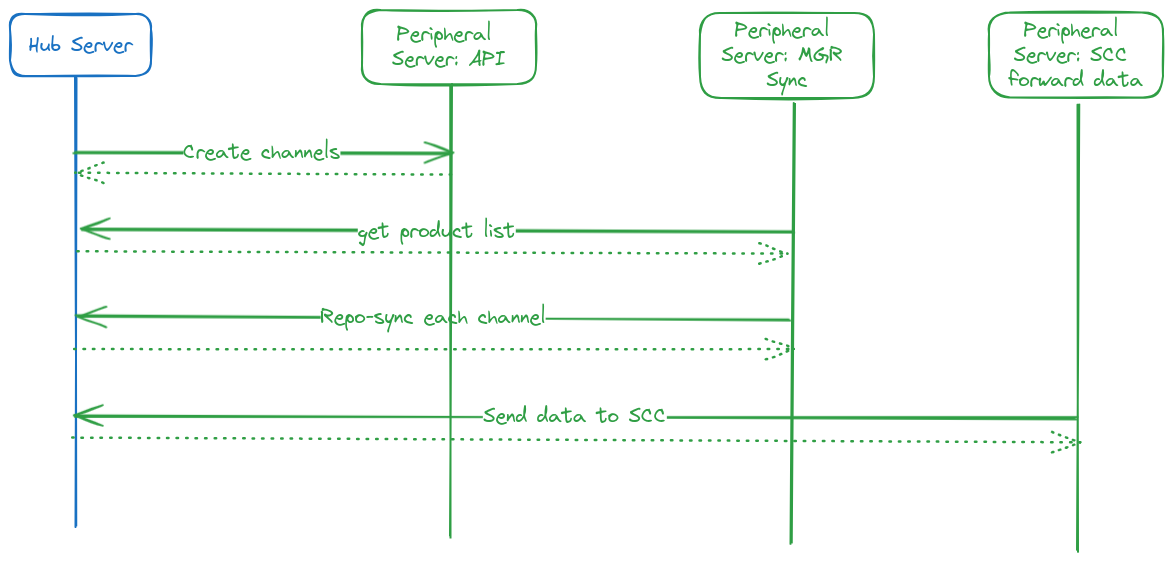 Hub Server
Peripheral
Server: API
Peripheral
Server: MGR
Sync
Peripheral
Server: SCC
forward data
Create channels
get product list
Repo-sync each channel
Send data to SCC